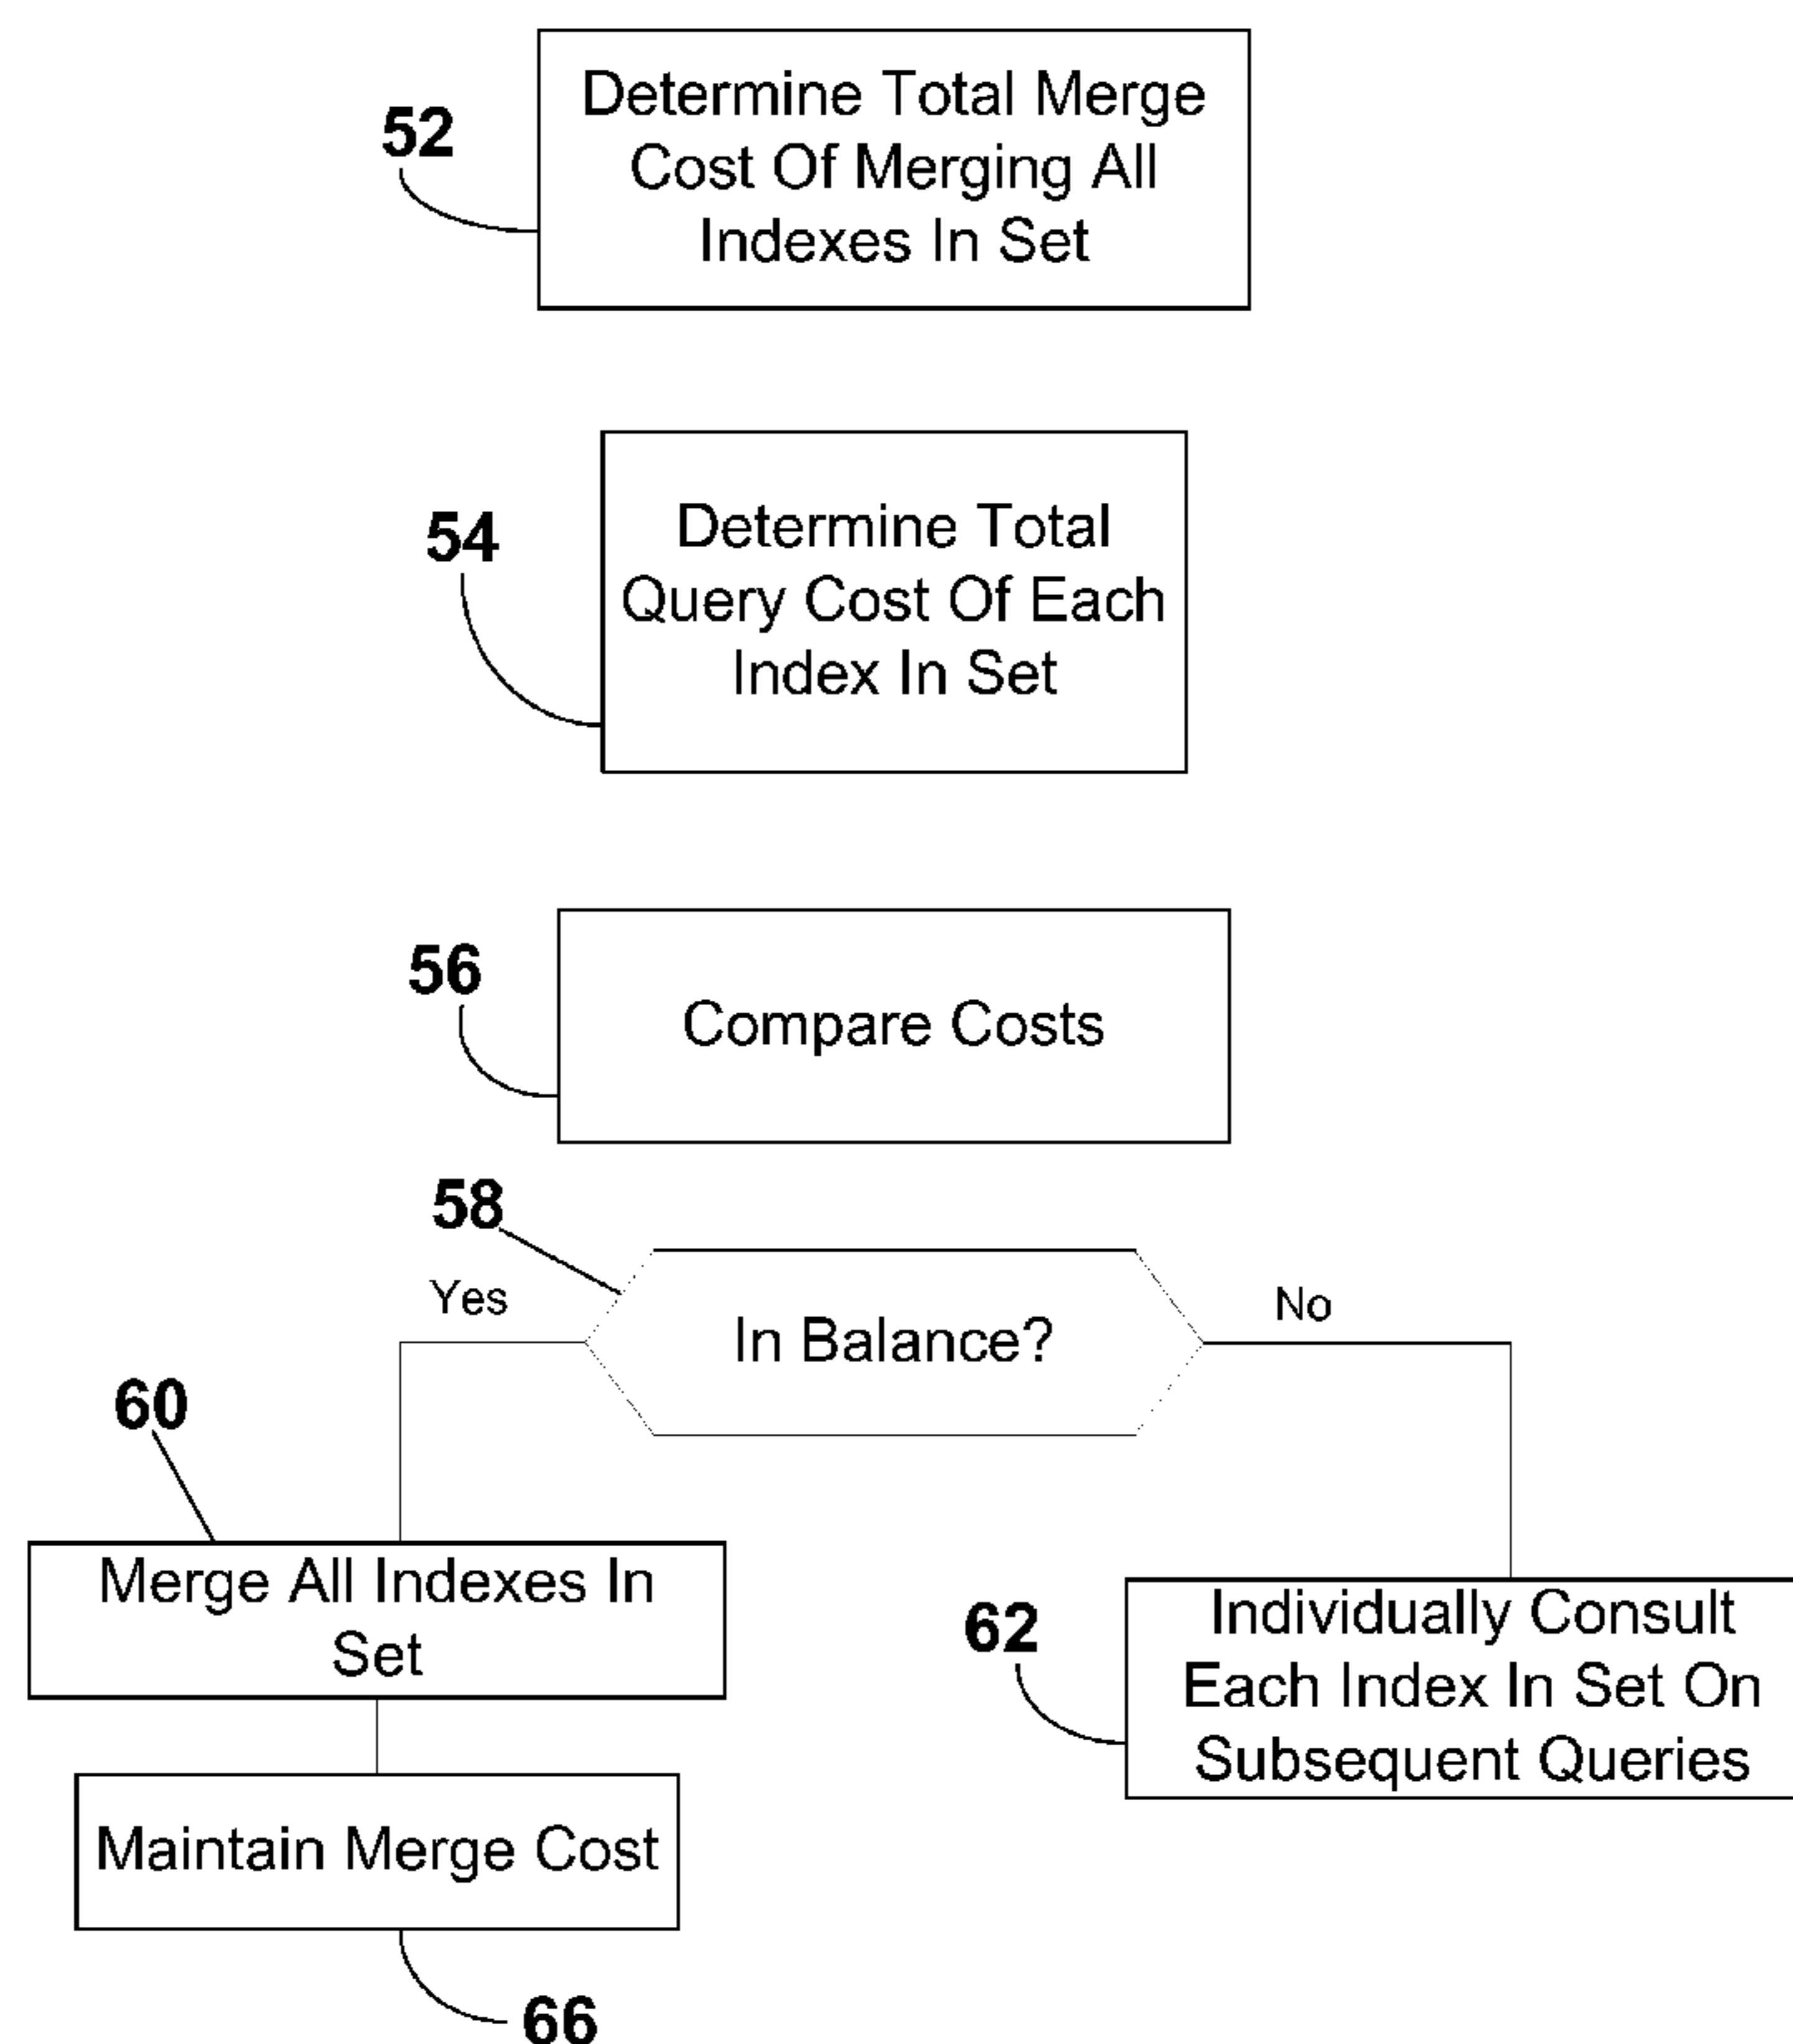 52
Determine Total Merge
Cost Of Merging All
Indexes In Set
54
Determine Total
Query Cost Of Each
Index In Set
56
Compare Costs
58
Yes
In Balance?
No
60
Merge All Indexes In
Set
62
Individually Consult
Each Index In Set On
Subsequent Queries
Maintain Merge Cost
66